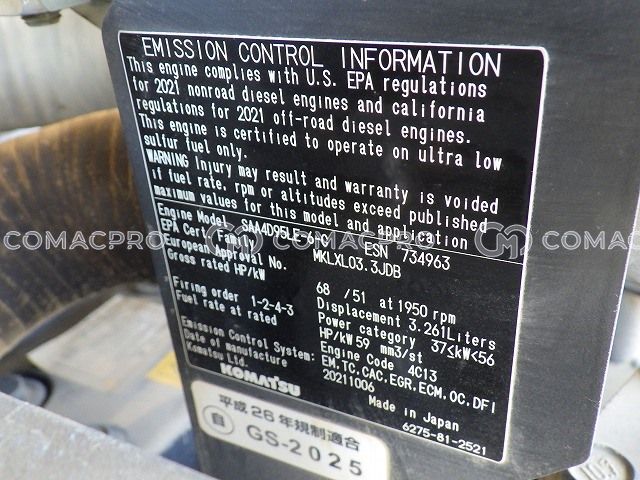 EMISSION CONTROL INFORMATION
This engine complies with U.S. EPA regulations
for 2021 nonroad diesel engines and california
regulations for 2021 off-road diesel engines.
This engine is certified to operate on ultra low
sulfur fuel only.
WARNING Injury may result and warranty is voided
if fuel rate, rpm or altitudes exceed published
maximum values for this model and application
Engine Model SAA4D95LE-6-C ESN 734963
EPA Cert. Family MKLXL03.3JDB
European Approval No.
Gross rated HP/kW 68 /51 at 1950 rpm
Firing order 1-2-4-3 Displacement 3.261Liters
Fuel rate at rated Power category 37≤kW<56
HP/kW 59 mm3/st
Engine Code 4C13
Emission Control System: EM,TC,CAC,EGR,ECM,OC,DFI
Date of manufacture 20211006
Komatsu Ltd.
KOMATSU Made in Japan
6275-81-2521
平成26年規制適合
自 GS-2025
COMACPRO COMACPRO COMACPRO